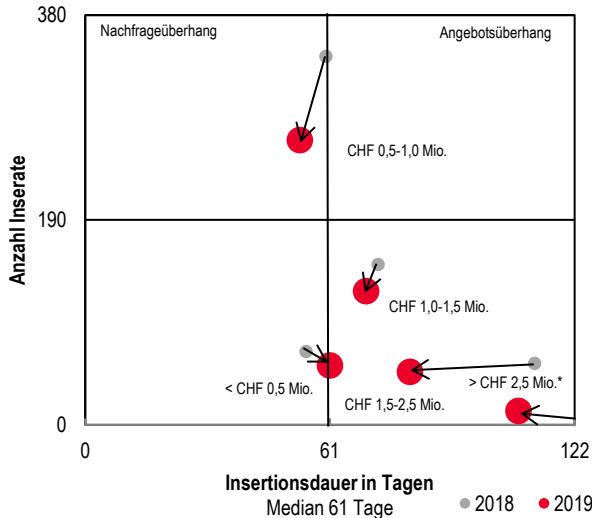 380
Nachfrageüberhang
Angebotsüberhang
CHF 0,5-1,0 Mio.
Anzahl Inserate
190
CHF 1,0-1,5 Mio.
< CHF 0,5 Mio.
CHF 1,5-2,5 Mio.
> CHF 2,5 Mio.*
0
0
61
122
Insertionsdauer in Tagen
Median 61 Tage
2018
2019